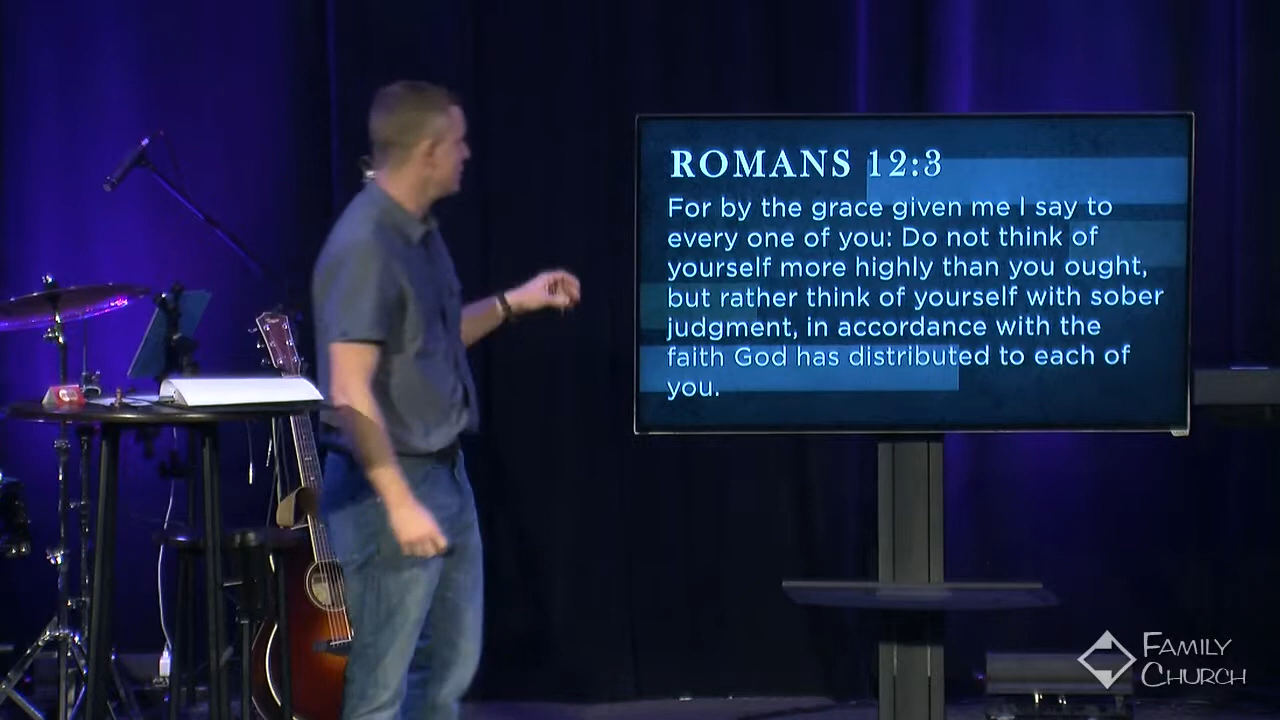 ROMANS 12:3
For by the grace given me I say to
every one of you: Do not think of
yourself more highly than you ought,
but rather think of yourself with sober
judgment, in accordance with the
faith God has distributed to each of
you.
FAMILY
CHURCH